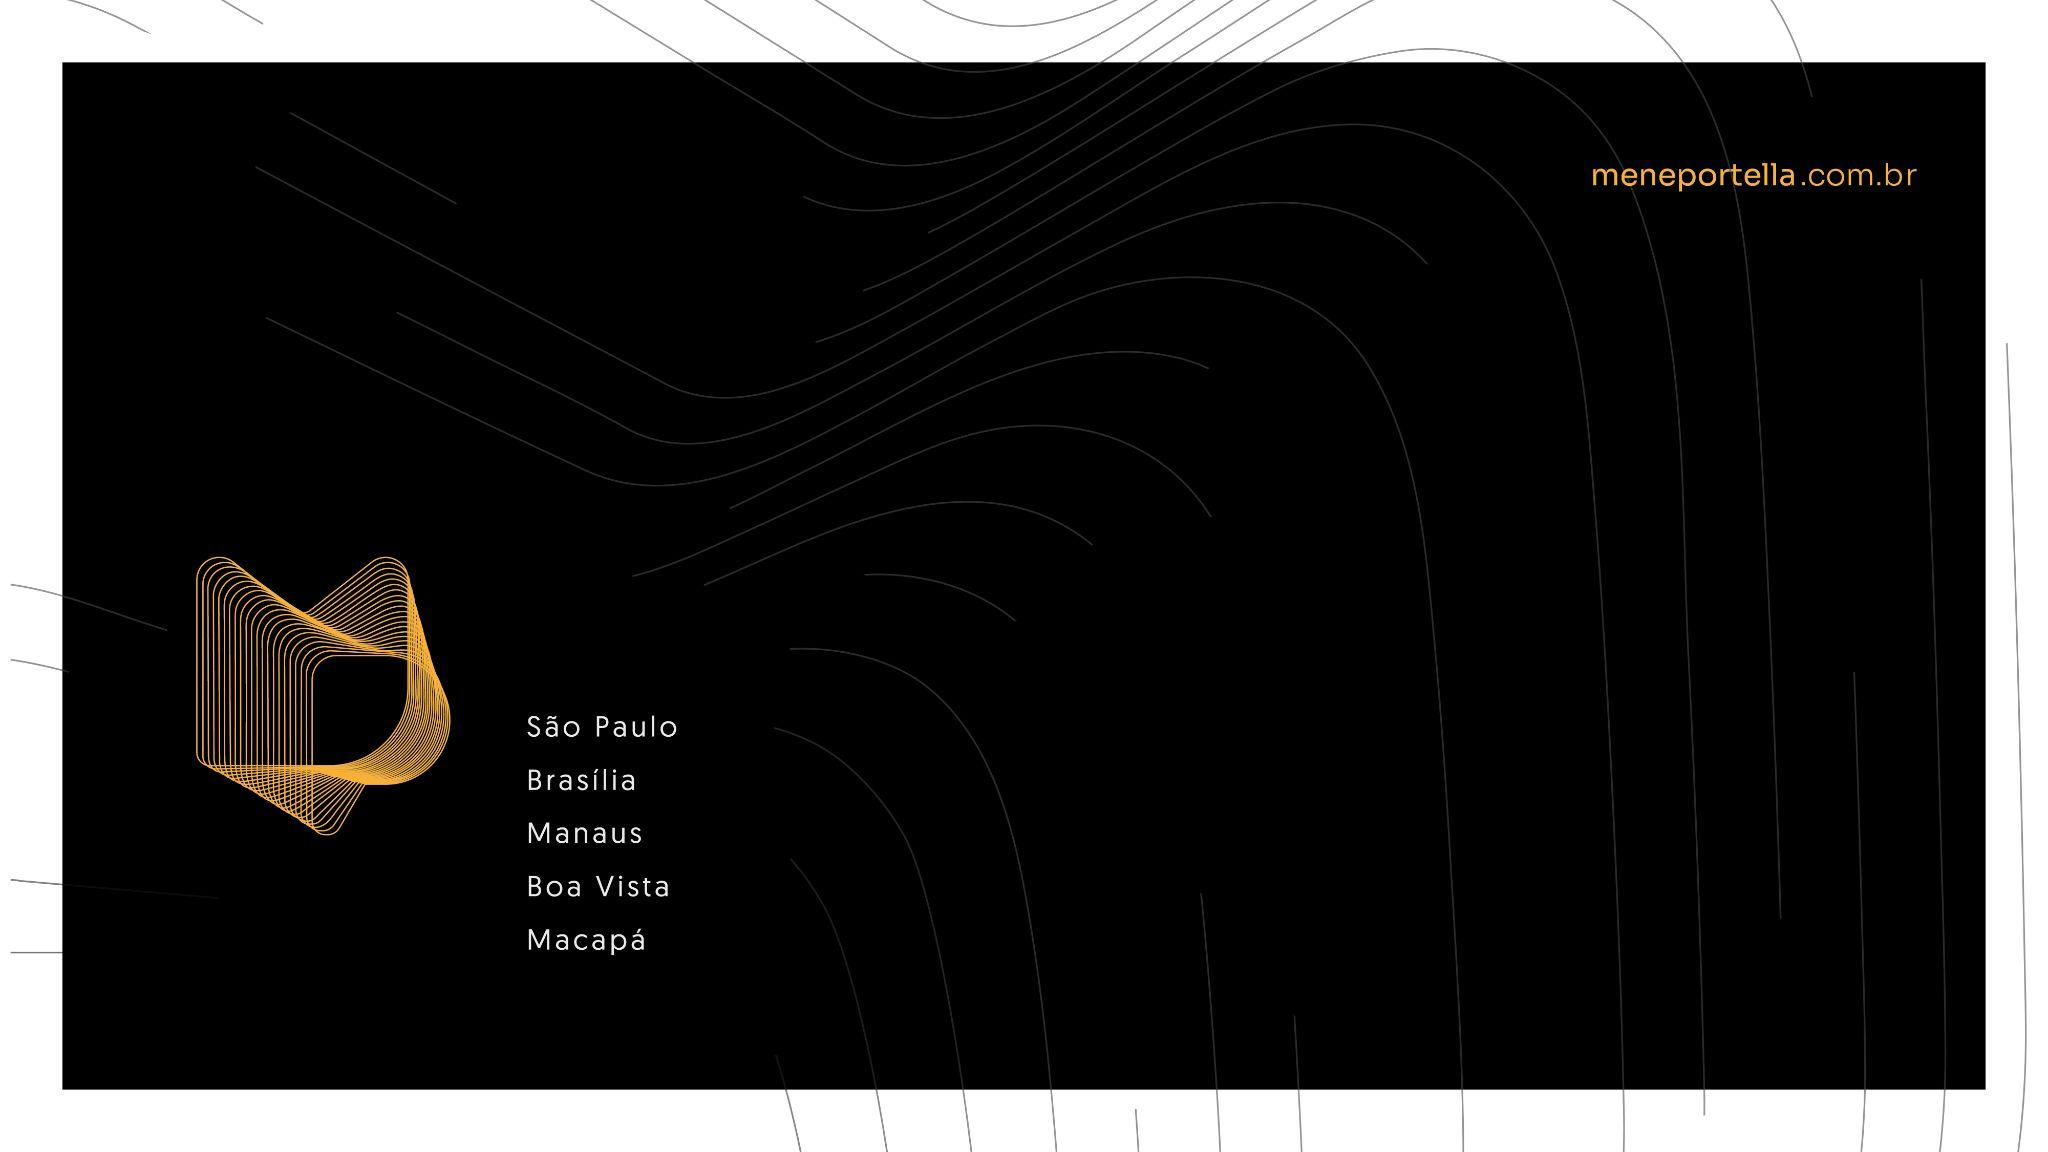 meneportella.com.br
São Paulo
Brasília
Manaus
Boa Vista
Macapá